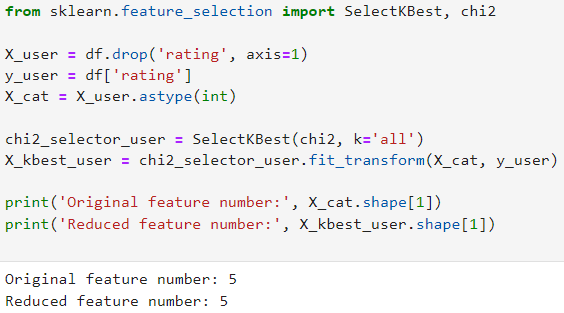 from sklearn.feature_selection import SelectKBest, chi2
X_user = df.drop('rating', axis=1)
y_user = df['rating']
X_cat = X_user.astype(int)
chi2_selector_user = SelectKBest(chi2, k='all')
X_kbest_user = chi2_selector_user.fit_transform(X_cat, y_user)
print('Original feature number:', X_cat.shape[1])
print('Reduced feature number:', X_kbest_user.shape[1])
Original feature number: 5
Reduced feature number: 5